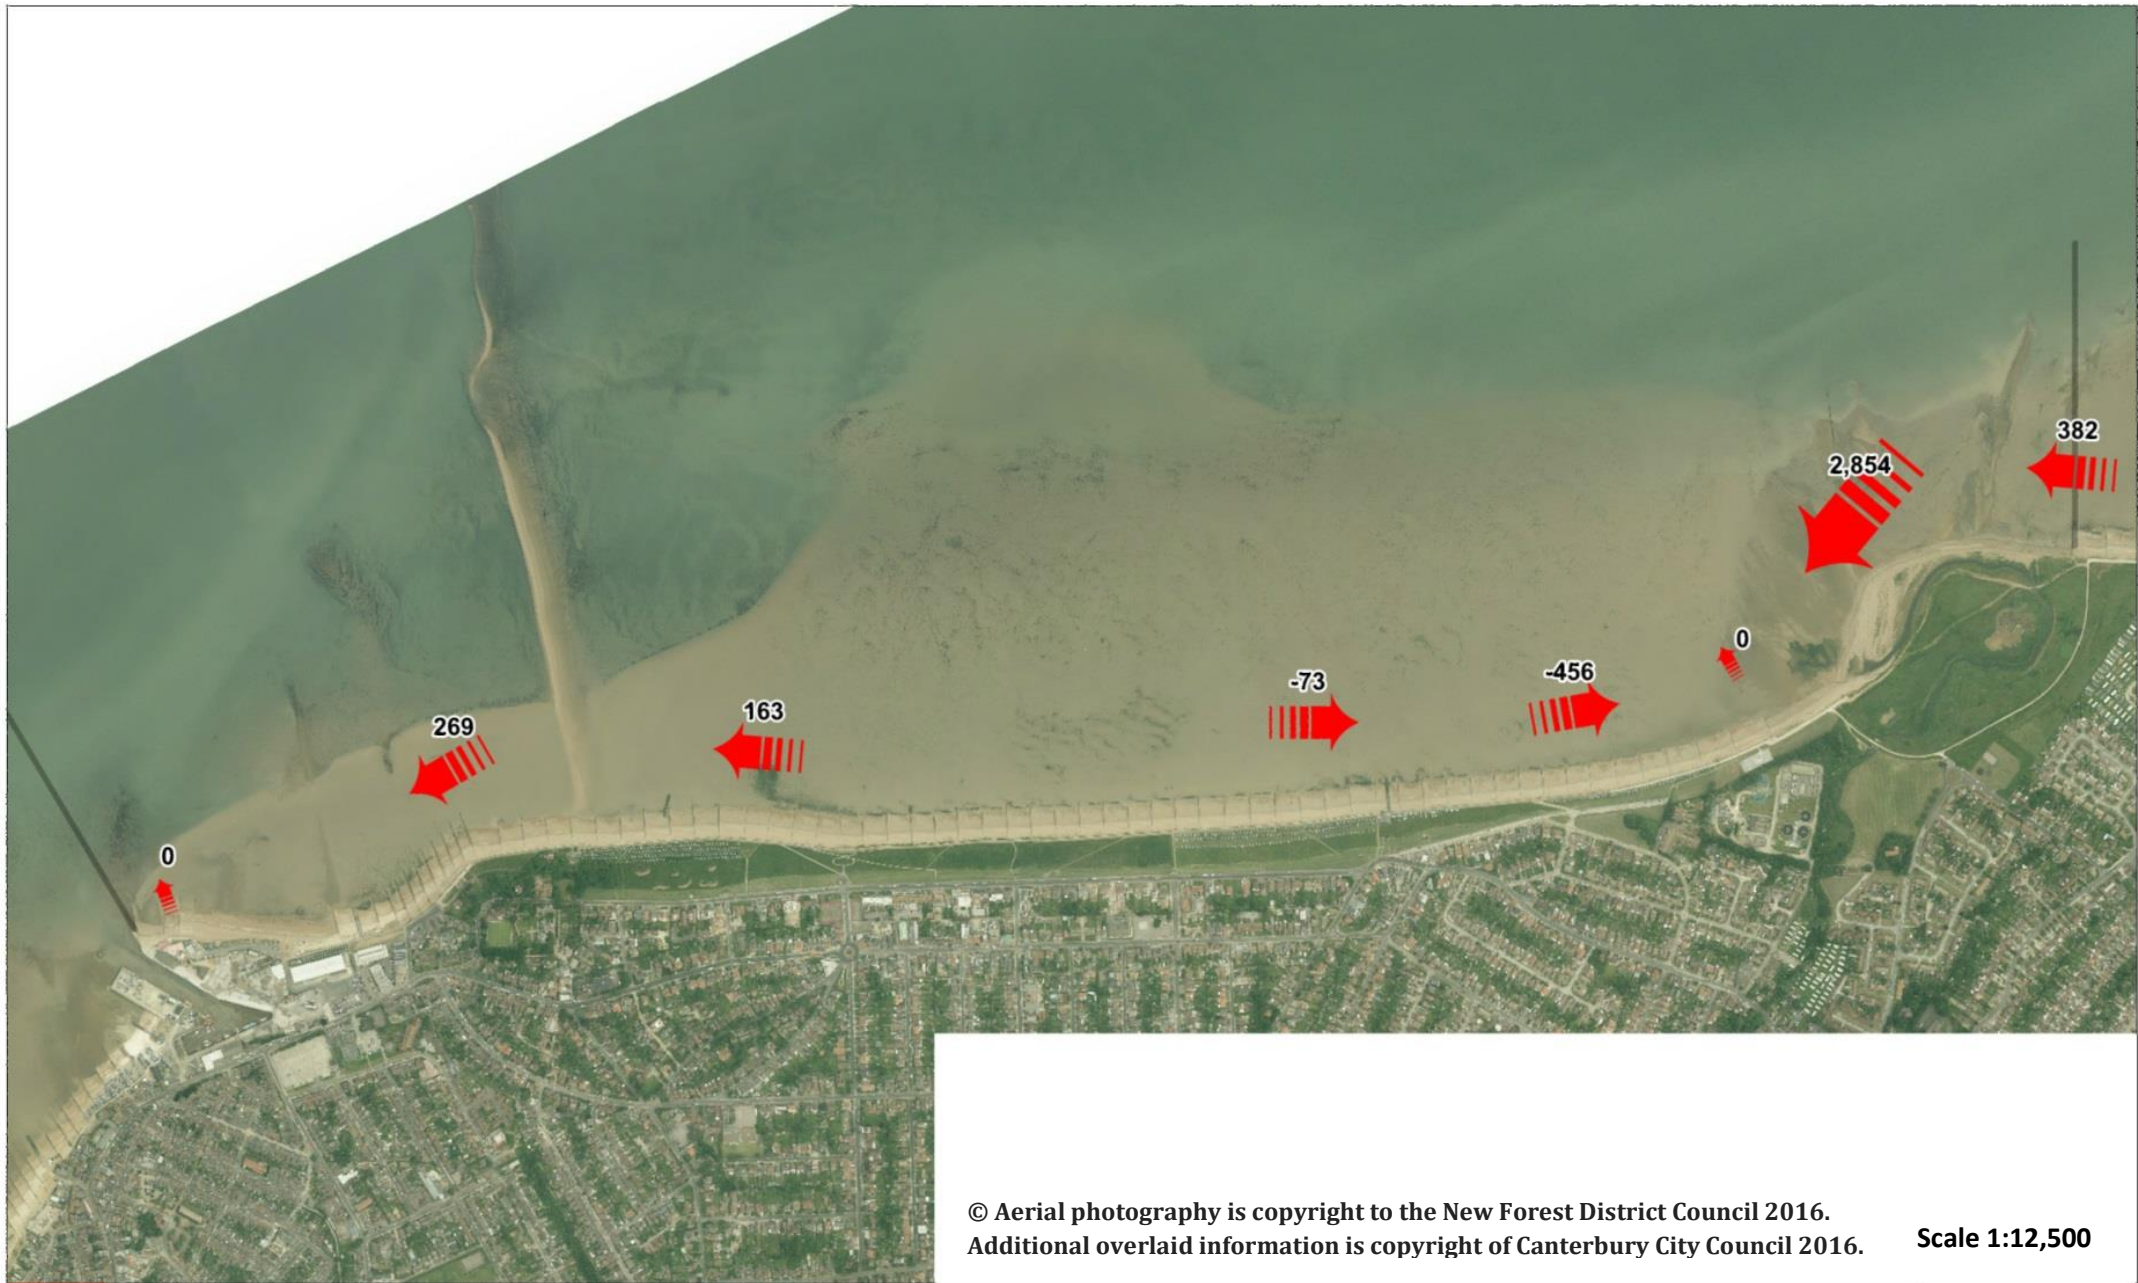 382
2,854
0
-456
-73
163
269
0
© Aerial photography is copyright to the New Forest District Council 2016.
Additional overlaid information is copyright of Canterbury City Council 2016.
Scale 1:12,500